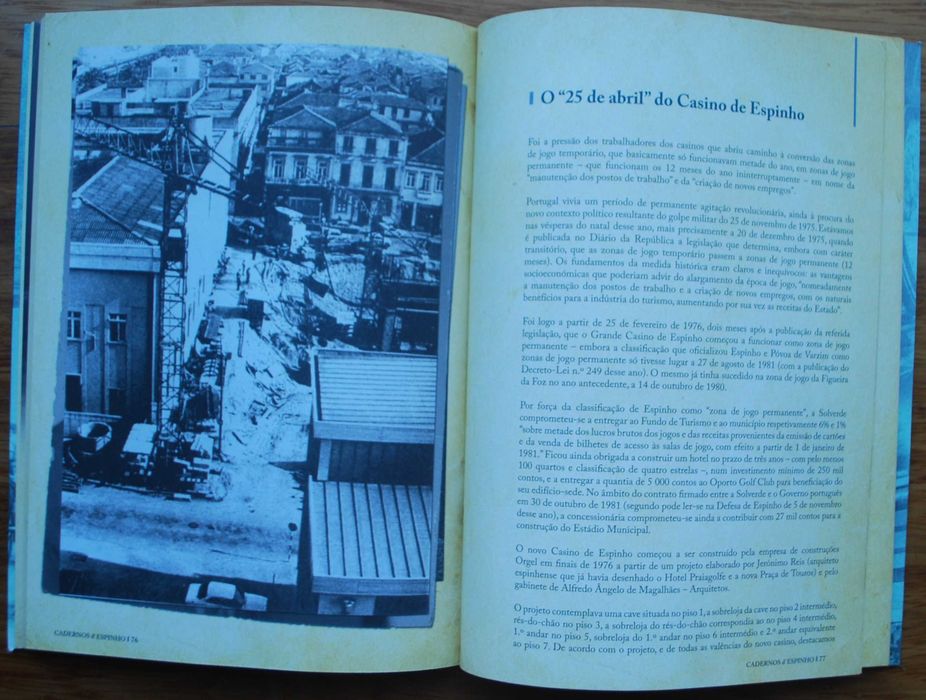 CADERNOS d' ESPINHO | 76
O "25 de abril" do Casino de Espinho
Foi a pressão dos trabalhadores dos casinos que abriu caminho à conversão das zonas
de jogo temporário, que basicamente só funcionavam metade do ano, em zonas de jogo
permanente – que funcionam os 12 meses do ano ininterruptamente – em nome da
"manutenção dos postos de trabalho" e da "criação de novos empregos".
Portugal vivia um período de permanente agitação revolucionária, ainda à procura do
novo contexto político resultante do golpe militar do 25 de novembro de 1975. Estávamos
nas vésperas do natal desse ano, mais precisamente a 20 de dezembro de 1975, quando
é publicada no Diário da República a legislação que determina, embora com caráter
transitório, que as zonas de jogo temporário passem a zonas de jogo permanente (12
meses). Os fundamentos da medida histórica eram claros e inequívocos: as vantagens
socioeconómicas que poderiam advir do alargamento da época de jogo, "nomeadamente
a manutenção dos postos de trabalho e a criação de novos empregos, com os naturais
benefícios para a indústria do turismo, aumentando por sua vez as receitas do Estado".
Foi logo a partir de 25 de fevereiro de 1976, dois meses após a publicação da referida
legislação, que o Grande Casino de Espinho começou a funcionar como zona de jogo
permanente – embora a classificação que oficializou Espinho e Póvoa de Varzim como
zonas de jogo permanente só tivesse lugar a 27 de agosto de 1981 (com a publicação do
Decreto-Lei n.º 249 desse ano). O mesmo já tinha sucedido na zona de jogo da Figueira
da Foz no ano antecedente, a 14 de outubro de 1980.
Por força da classificação de Espinho como "zona de jogo permanente", a Solverde
comprometeu-se a entregar ao Fundo de Turismo e ao município respetivamente 6% e 1%
"sobre metade dos lucros brutos dos jogos e das receitas provenientes da emissão de cartões
e da venda de bilhetes de acesso às salas de jogo, com efeito a partir de 1 de janeiro de
1981." Ficou ainda obrigada a construir um hotel no prazo de três anos – com pelo menos
100 quartos e classificação de quatro estrelas –, num investimento mínimo de 250 mil
contos, e a entregar a quantia de 5 000 contos ao Oporto Golf Club para beneficiação do
seu edifício-sede. No âmbito do contrato firmado entre a Solverde e o Governo português
em 30 de outubro de 1981 (segundo pode ler-se na Defesa de Espinho de 5 de novembro
desse ano), a concessionária comprometeu-se ainda a contribuir com 27 mil contos para a
construção do Estádio Municipal.
O novo Casino de Espinho começou a ser construído pela empresa de construções
Orgel em finais de 1976 a partir de um projeto elaborado por Jerónimo Reis (arquiteto
espinhense que já havia desenhado o Hotel Praiagolfe e a nova Praça de Touros) e pelo
gabinete de Alfredo Ângelo de Magalhães – Arquitetos.
O projeto contemplava uma cave situada no piso 1, a sobreloja da cave no piso 2 intermédio,
rés-do-chão no piso 3, a sobreloja do rés-do-chão correspondia ao no piso 4 intermédio,
1.º andar no piso 5, sobreloja do 1.º andar no piso 6 intermédio e 2.º andar equivalente
ao piso 7. De acordo com o projeto, e de todas as valências do novo casino, destacamos
CADERNOS d' ESPINHO | 77